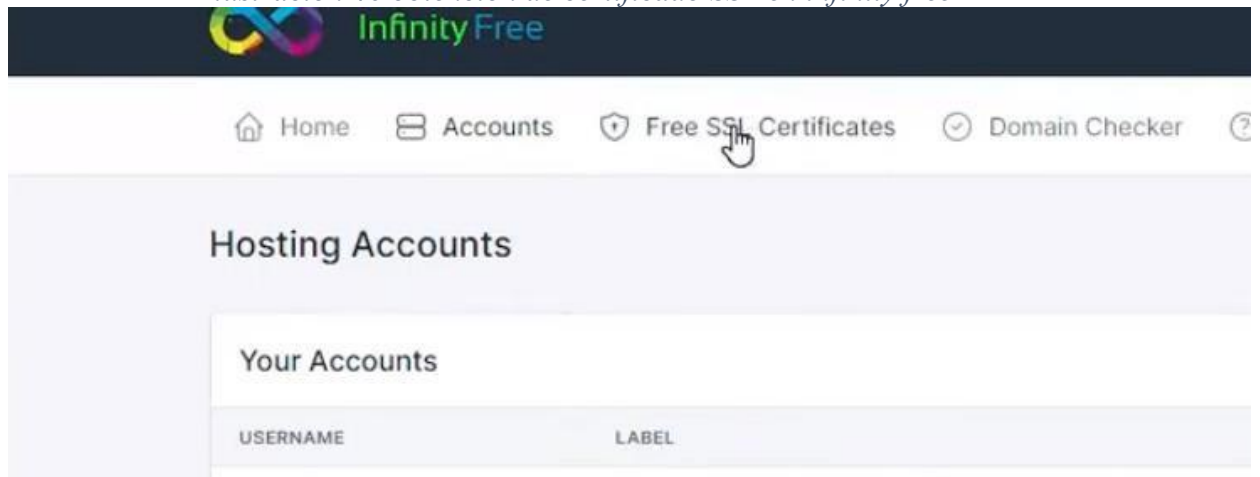 Infinity Free
Home Accounts Free SSL Certificates Domain Checker
Hosting Accounts
Your Accounts
USERNAME LABEL